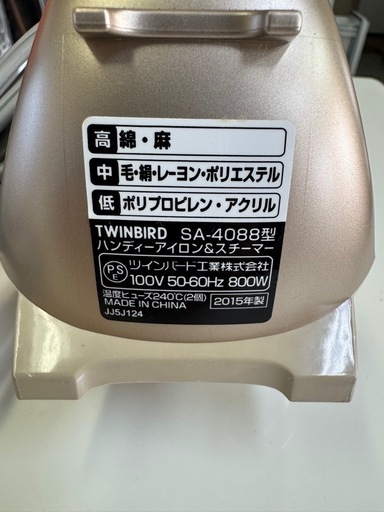 高 綿・麻
中 毛・絹・レーヨン・ポリエステル
低 ポリプロピレン・アクリル
TWINBIRD SA-4088型
ハンディーアイロン&スチーマー
PSE ツインバード工業株式会社
100V 50-60Hz 800W
温度ヒューズ240℃(2個)
MADE IN CHINA 2015年製
JJ5J124